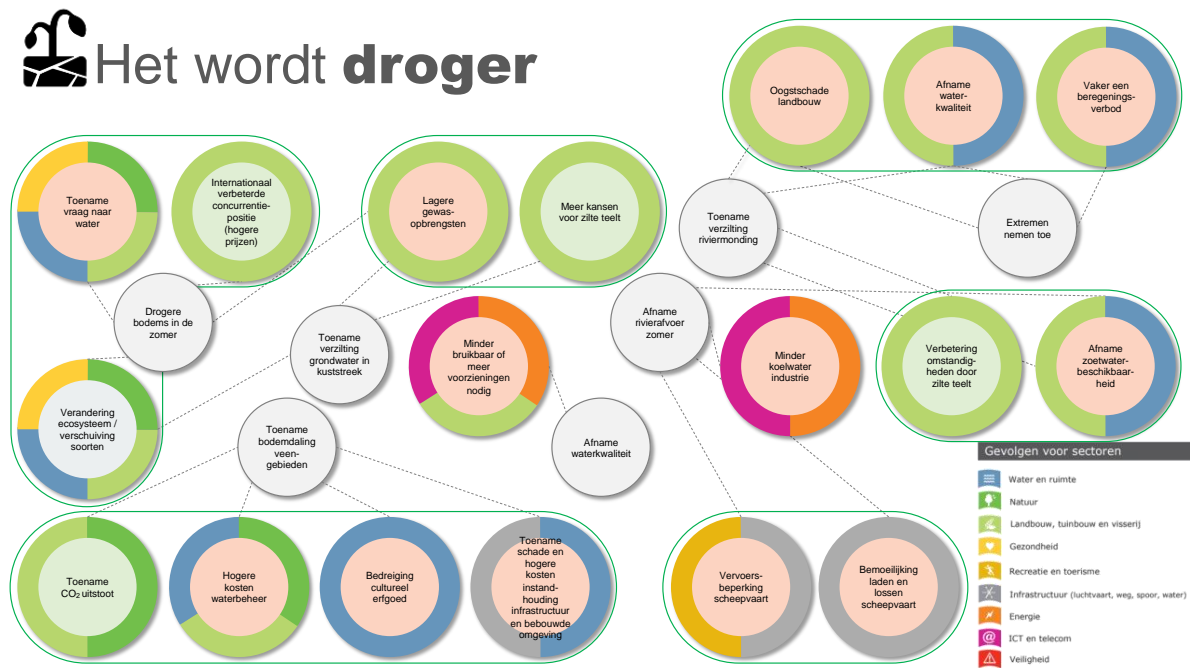 Het wordt droger
Oogstschade
landbouw
Afname
water-
kwaliteit
Vaker een
beregenings-
verbod
Toename
vraag naar
water
Internationaal
verbeterde
concurrentie-
positie
(hogere
prijzen)
Lagere
gewas-
opbrengsten
Meer kansen
voor zilte teelt
Toename
verzilting
riviermonding
Extremen
nemen toe
Drogere
bodems in de
zomer
Toename
verzilting
grondwater in
kuststreek
Minder
bruikbaar of
meer
voorzieningen
nodig
Afname
rivierafvoer
zomer
Minder
koelwater
industrie
Verbetering
omstandig-
heden door
zilte teelt
Afname
zoetwater-
beschikbaar-
heid
Verandering
ecosysteem /
verschuiving
soorten
Toename
bodemdaling
veen-
gebieden
Afname
waterkwaliteit
Toename
CO₂ uitstoot
Hogere
kosten
waterbeheer
Bedreiging
cultureel
erfgoed
Toename
schade en
hogere
kosten
instand-
houding
infrastructuur
en bebouwde
omgeving
Vervoers-
beperking
scheepvaart
Bemoeilijking
laden en
lossen
scheepvaart
Gevolgen voor sectoren
Water en ruimte
Natuur
Landbouw, tuinbouw en visserij
Gezondheid
Recreatie en toerisme
Infrastructuur (luchtvaart, weg, spoor, water)
Energie
@ ICT en telecom
Veiligheid